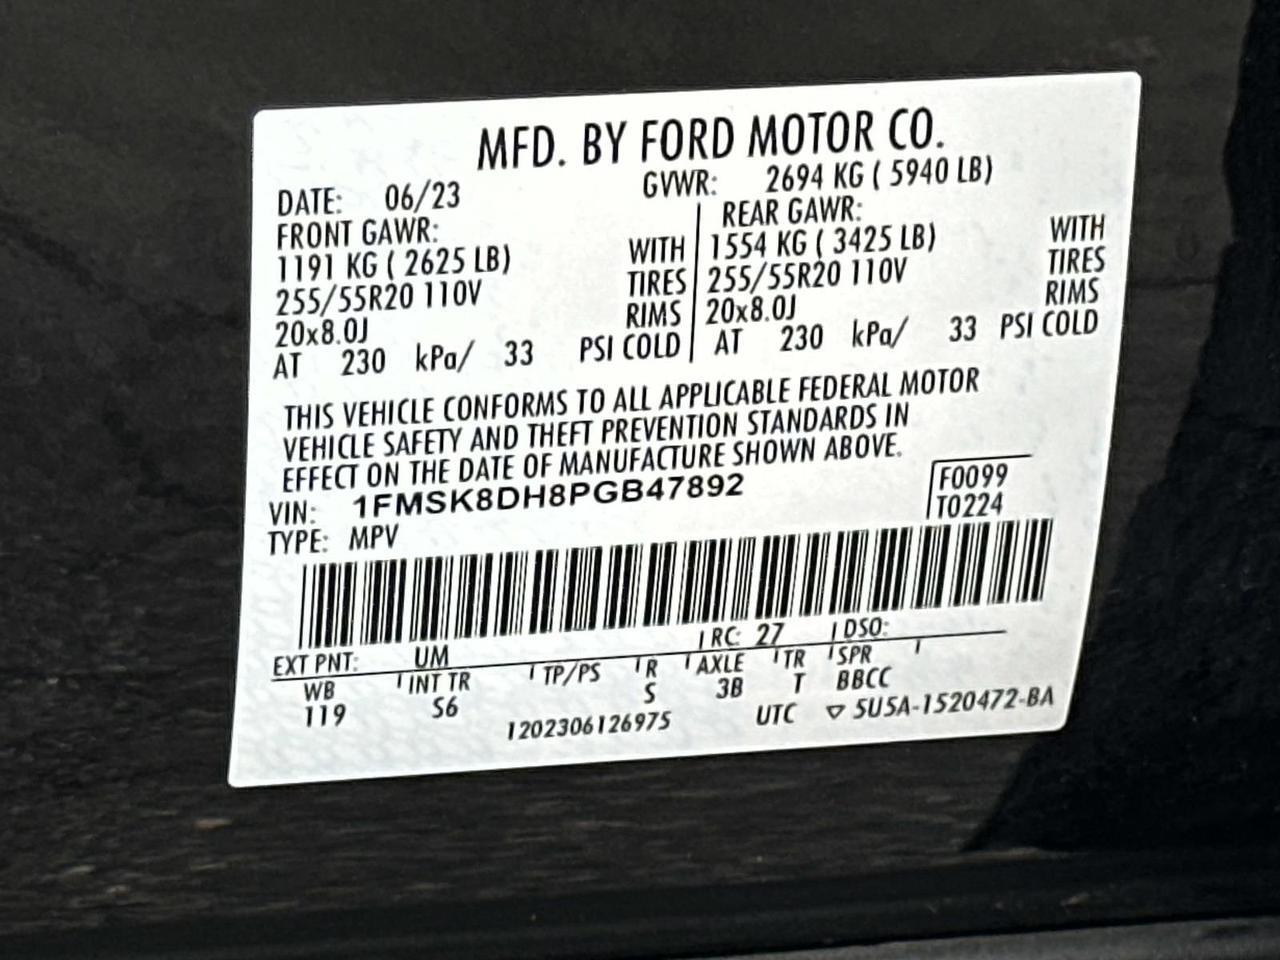 MFD. BY FORD MOTOR CO.
DATE: 06/23 GVWR: 2694 KG ( 5940 LB)
FRONT GAWR: REAR GAWR:
1191 KG ( 2625 LB) WITH 1554 KG ( 3425 LB) WITH
255/55R20 110V TIRES 255/55R20 110V TIRES
20x8.0J RIMS 20x8.0J RIMS
AT 230 kPa/ 33 PSI COLD AT 230 kPa/ 33 PSI COLD
THIS VEHICLE CONFORMS TO ALL APPLICABLE FEDERAL MOTOR
VEHICLE SAFETY AND THEFT PREVENTION STANDARDS IN
EFFECT ON THE DATE OF MANUFACTURE SHOWN ABOVE.
VIN: 1FMSK8DH8PGB47892 F0099
TYPE: MPV T0224
EXT PNT: UM RC: 27 DSO:
WB INT TR TP/PS R AXLE TR SPR
119 S6 S 3B T BBCC
1202306126975 UTC ▽ 5U5A-1520472-BA